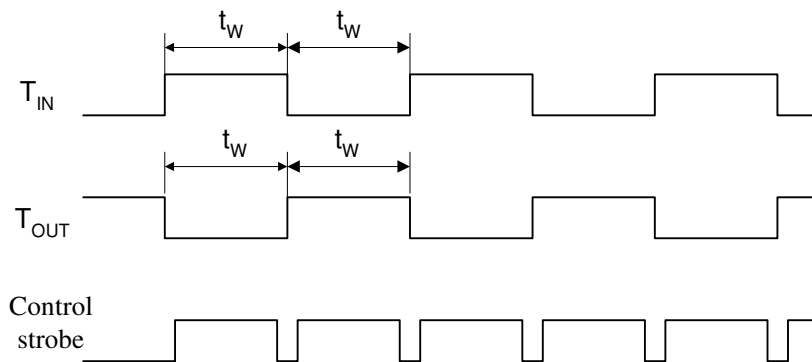 t_W t_W
T_IN
t_W t_W
T_OUT
Control
strobe